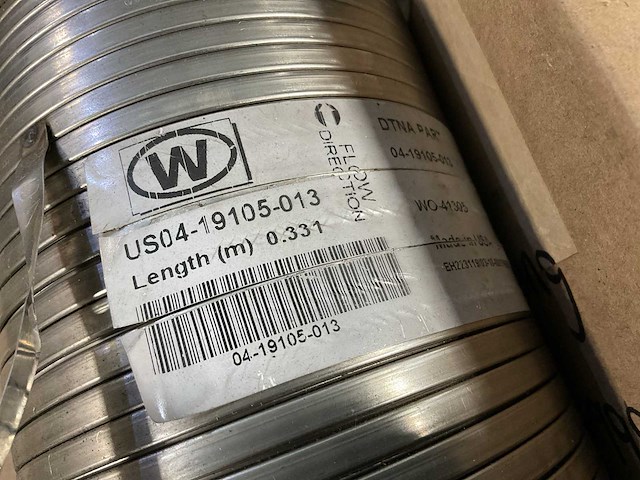 W
US04-19105-013
Length (m) 0.331
04-19105-013
FLOW
DIRECTION
DTNA PART
04-19105-013
WO-41305
Made in USA